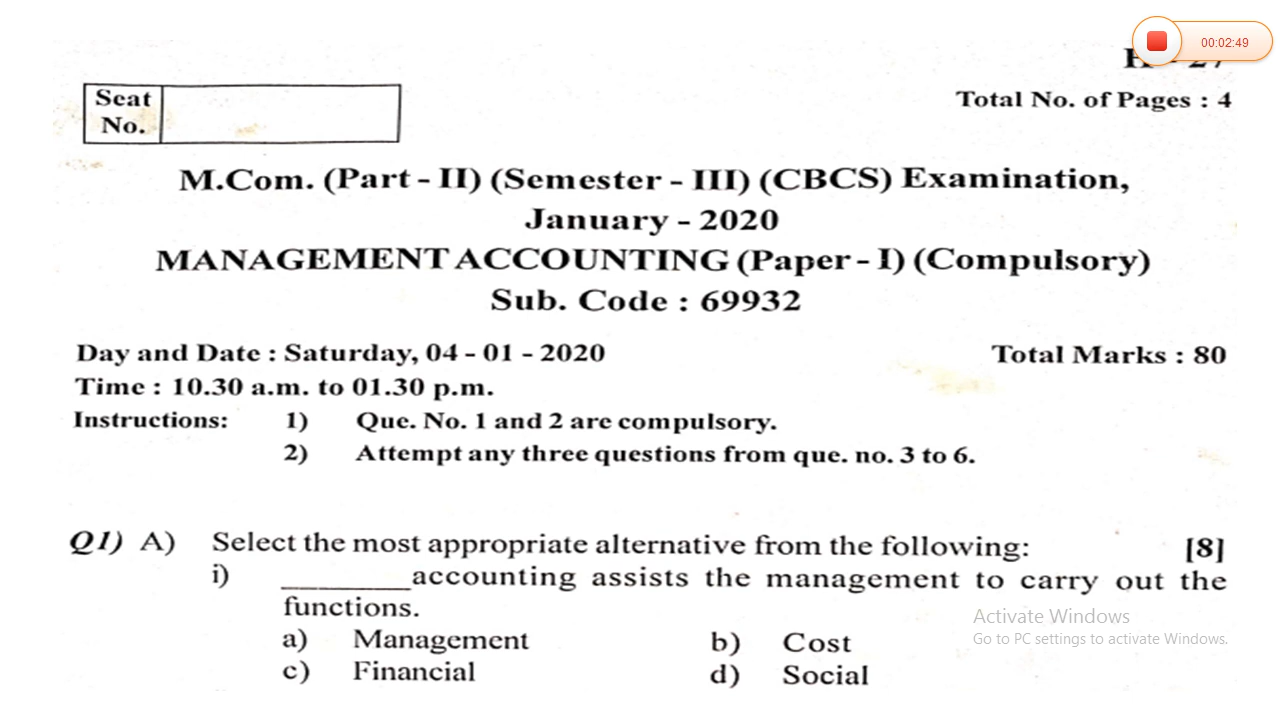 00:02:49
Seat
No.
Total No. of Pages : 4
M.Com. (Part - II) (Semester - III) (CBCS) Examination,
January - 2020
MANAGEMENT ACCOUNTING (Paper - I) (Compulsory)
Sub. Code : 69932
Day and Date : Saturday, 04 - 01 - 2020
Total Marks : 80
Time : 10.30 a.m. to 01.30 p.m.
Instructions: 1) Que. No. 1 and 2 are compulsory.
2) Attempt any three questions from que. no. 3 to 6.
Q1) A) Select the most appropriate alternative from the following: [8]
i) ________ accounting assists the management to carry out the
functions.
a) Management b) Cost
c) Financial d) Social
Activate Windows
Go to PC settings to activate Windows.